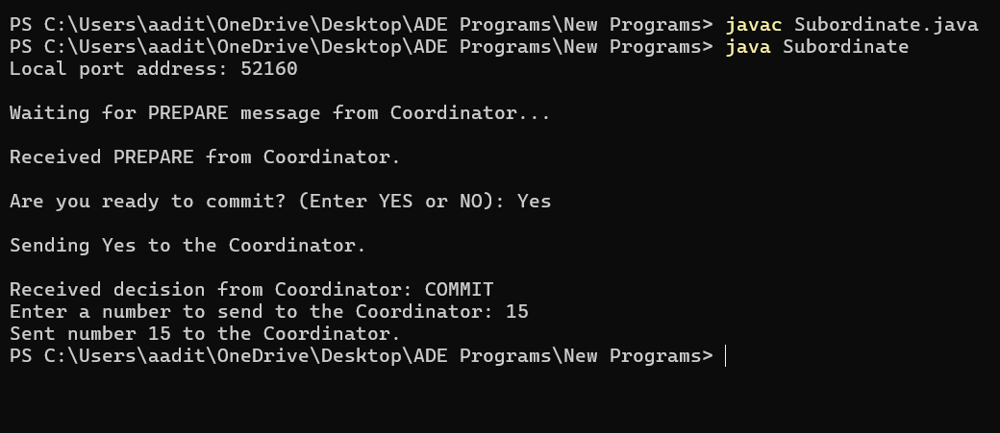 PS C:\Users\aadit\OneDrive\Desktop\ADE Programs\New Programs> javac Subordinate.java
PS C:\Users\aadit\OneDrive\Desktop\ADE Programs\New Programs> java Subordinate
Local port address: 52160
Waiting for PREPARE message from Coordinator...
Received PREPARE from Coordinator.
Are you ready to commit? (Enter YES or NO): Yes
Sending Yes to the Coordinator.
Received decision from Coordinator: COMMIT
Enter a number to send to the Coordinator: 15
Sent number 15 to the Coordinator.
PS C:\Users\aadit\OneDrive\Desktop\ADE Programs\New Programs>